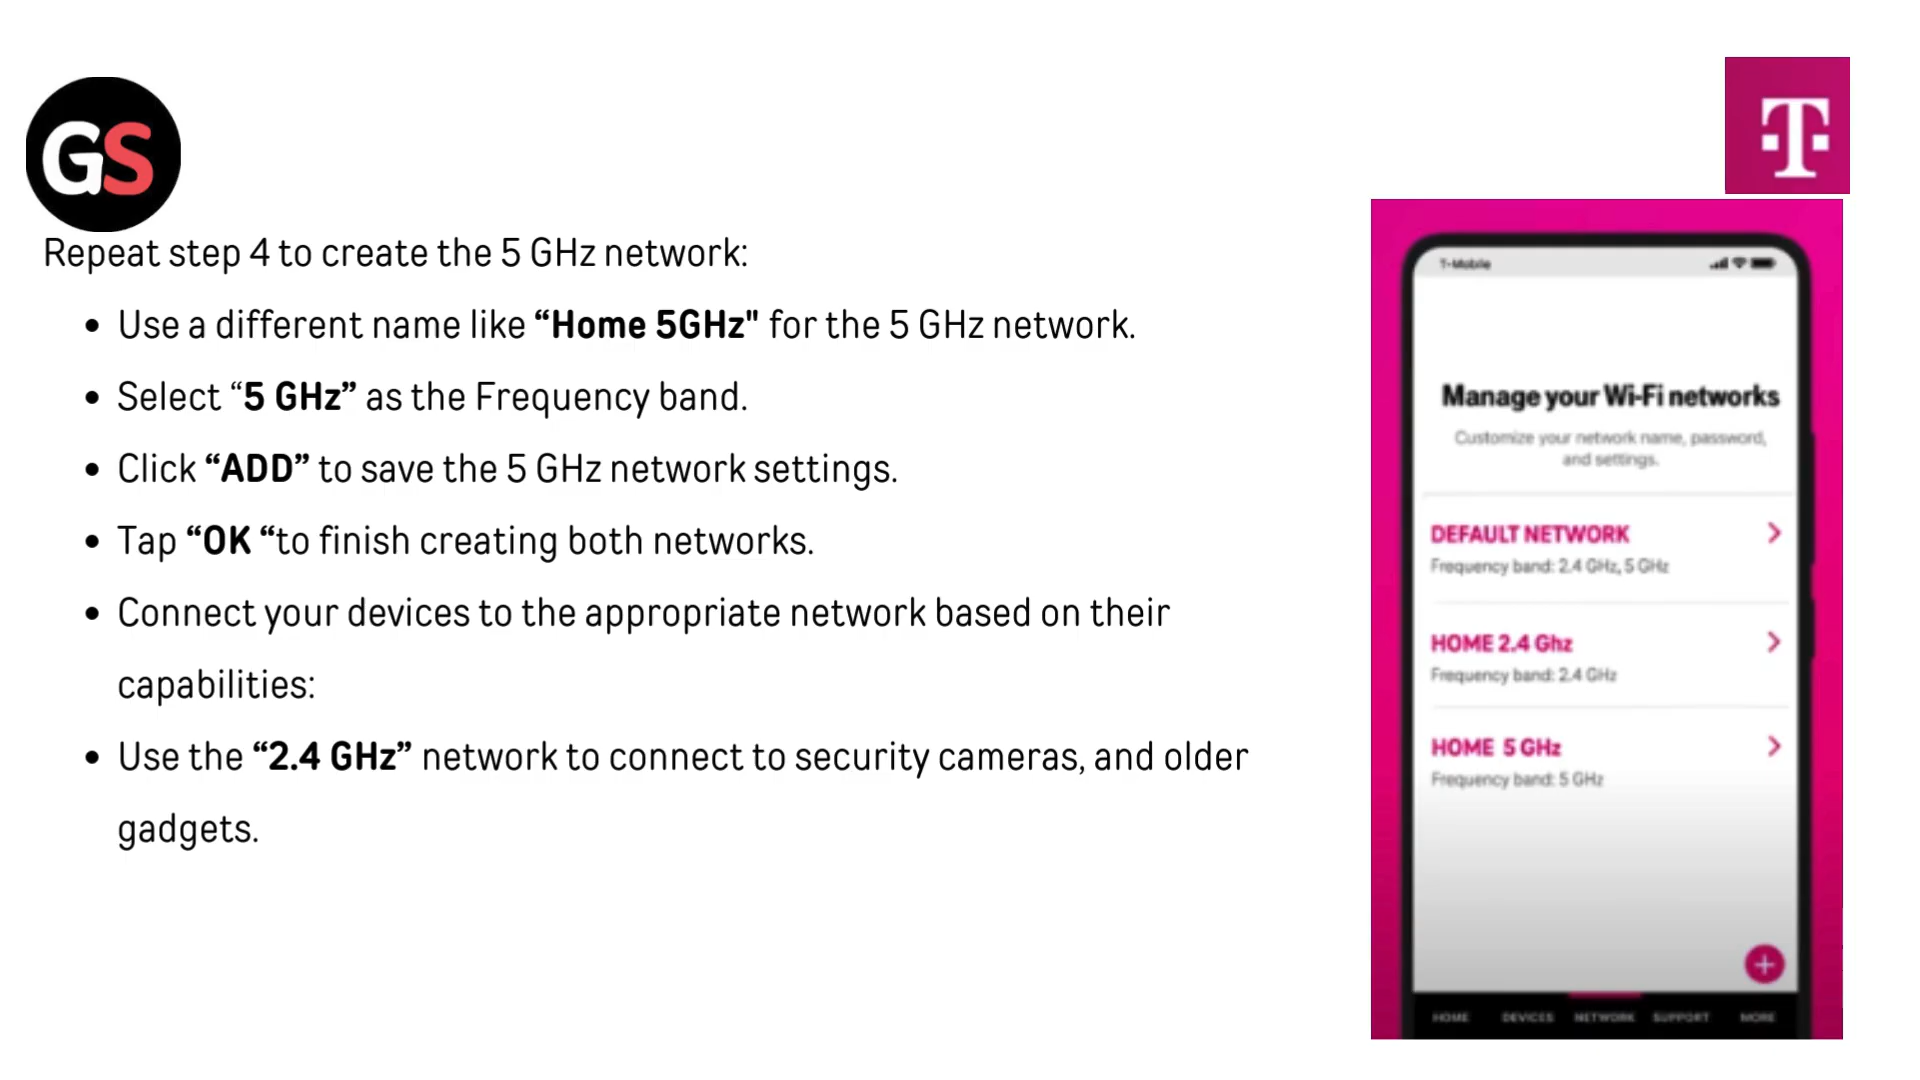 GS
T
Repeat step 4 to create the 5 GHz network:
• Use a different name like “Home 5GHz" for the 5 GHz network.
• Select “5 GHz” as the Frequency band.
• Click “ADD” to save the 5 GHz network settings.
• Tap “OK “to finish creating both networks.
• Connect your devices to the appropriate network based on their
capabilities:
• Use the “2.4 GHz” network to connect to security cameras, and older
gadgets.
T-Mobile
Manage your Wi-Fi networks
Customize your network name, password,
and settings.
DEFAULT NETWORK
Frequency band: 2.4 GHz, 5 GHz
HOME 2.4 Ghz
Frequency band: 2.4 GHz
HOME 5 GHz
Frequency band: 5 GHz
HOME DEVICES NETWORK SUPPORT MORE